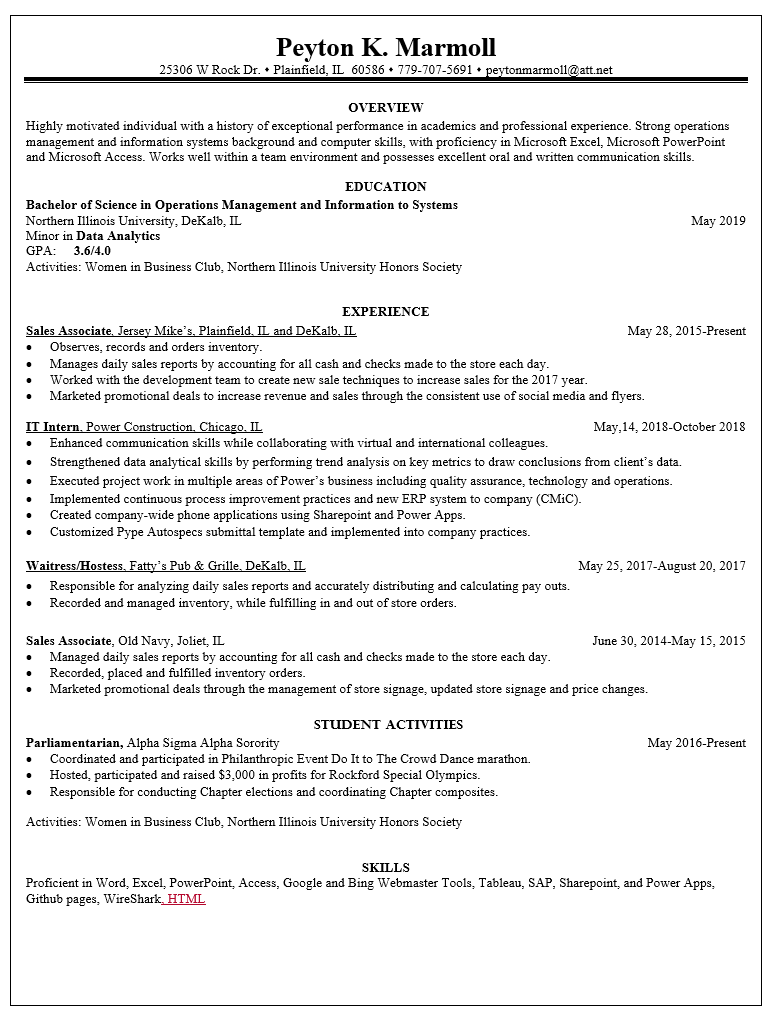 Peyton K. Marmoll
25306 W Rock Dr. • Plainfield, IL 60586 • 779-707-5691 • peytonmarmoll@att.net
OVERVIEW
Highly motivated individual with a history of exceptional performance in academics and professional experience. Strong operations
management and information systems background and computer skills, with proficiency in Microsoft Excel, Microsoft PowerPoint
and Microsoft Access. Works well within a team environment and possesses excellent oral and written communication skills.
EDUCATION
Bachelor of Science in Operations Management and Information to Systems
Northern Illinois University, DeKalb, IL May 2019
Minor in Data Analytics
GPA: 3.6/4.0
Activities: Women in Business Club, Northern Illinois University Honors Society
EXPERIENCE
Sales Associate, Jersey Mike's, Plainfield, IL and DeKalb, IL May 28, 2015-Present
• Observes, records and orders inventory.
• Manages daily sales reports by accounting for all cash and checks made to the store each day.
• Worked with the development team to create new sale techniques to increase sales for the 2017 year.
• Marketed promotional deals to increase revenue and sales through the consistent use of social media and flyers.
IT Intern, Power Construction, Chicago, IL May,14, 2018-October 2018
• Enhanced communication skills while collaborating with virtual and international colleagues.
• Strengthened data analytical skills by performing trend analysis on key metrics to draw conclusions from client's data.
• Executed project work in multiple areas of Power's business including quality assurance, technology and operations.
• Implemented continuous process improvement practices and new ERP system to company (CMiC).
• Created company-wide phone applications using Sharepoint and Power Apps.
• Customized Pype Autospecs submittal template and implemented into company practices.
Waitress/Hostess, Fatty's Pub & Grille, DeKalb, IL May 25, 2017-August 20, 2017
• Responsible for analyzing daily sales reports and accurately distributing and calculating pay outs.
• Recorded and managed inventory, while fulfilling in and out of store orders.
Sales Associate, Old Navy, Joliet, IL June 30, 2014-May 15, 2015
• Managed daily sales reports by accounting for all cash and checks made to the store each day.
• Recorded, placed and fulfilled inventory orders.
• Marketed promotional deals through the management of store signage, updated store signage and price changes.
STUDENT ACTIVITIES
Parliamentarian, Alpha Sigma Alpha Sorority May 2016-Present
• Coordinated and participated in Philanthropic Event Do It to The Crowd Dance marathon.
• Hosted, participated and raised $3,000 in profits for Rockford Special Olympics.
• Responsible for conducting Chapter elections and coordinating Chapter composites.
Activities: Women in Business Club, Northern Illinois University Honors Society
SKILLS
Proficient in Word, Excel, PowerPoint, Access, Google and Bing Webmaster Tools, Tableau, SAP, Sharepoint, and Power Apps,
Github pages, WireShark, HTML